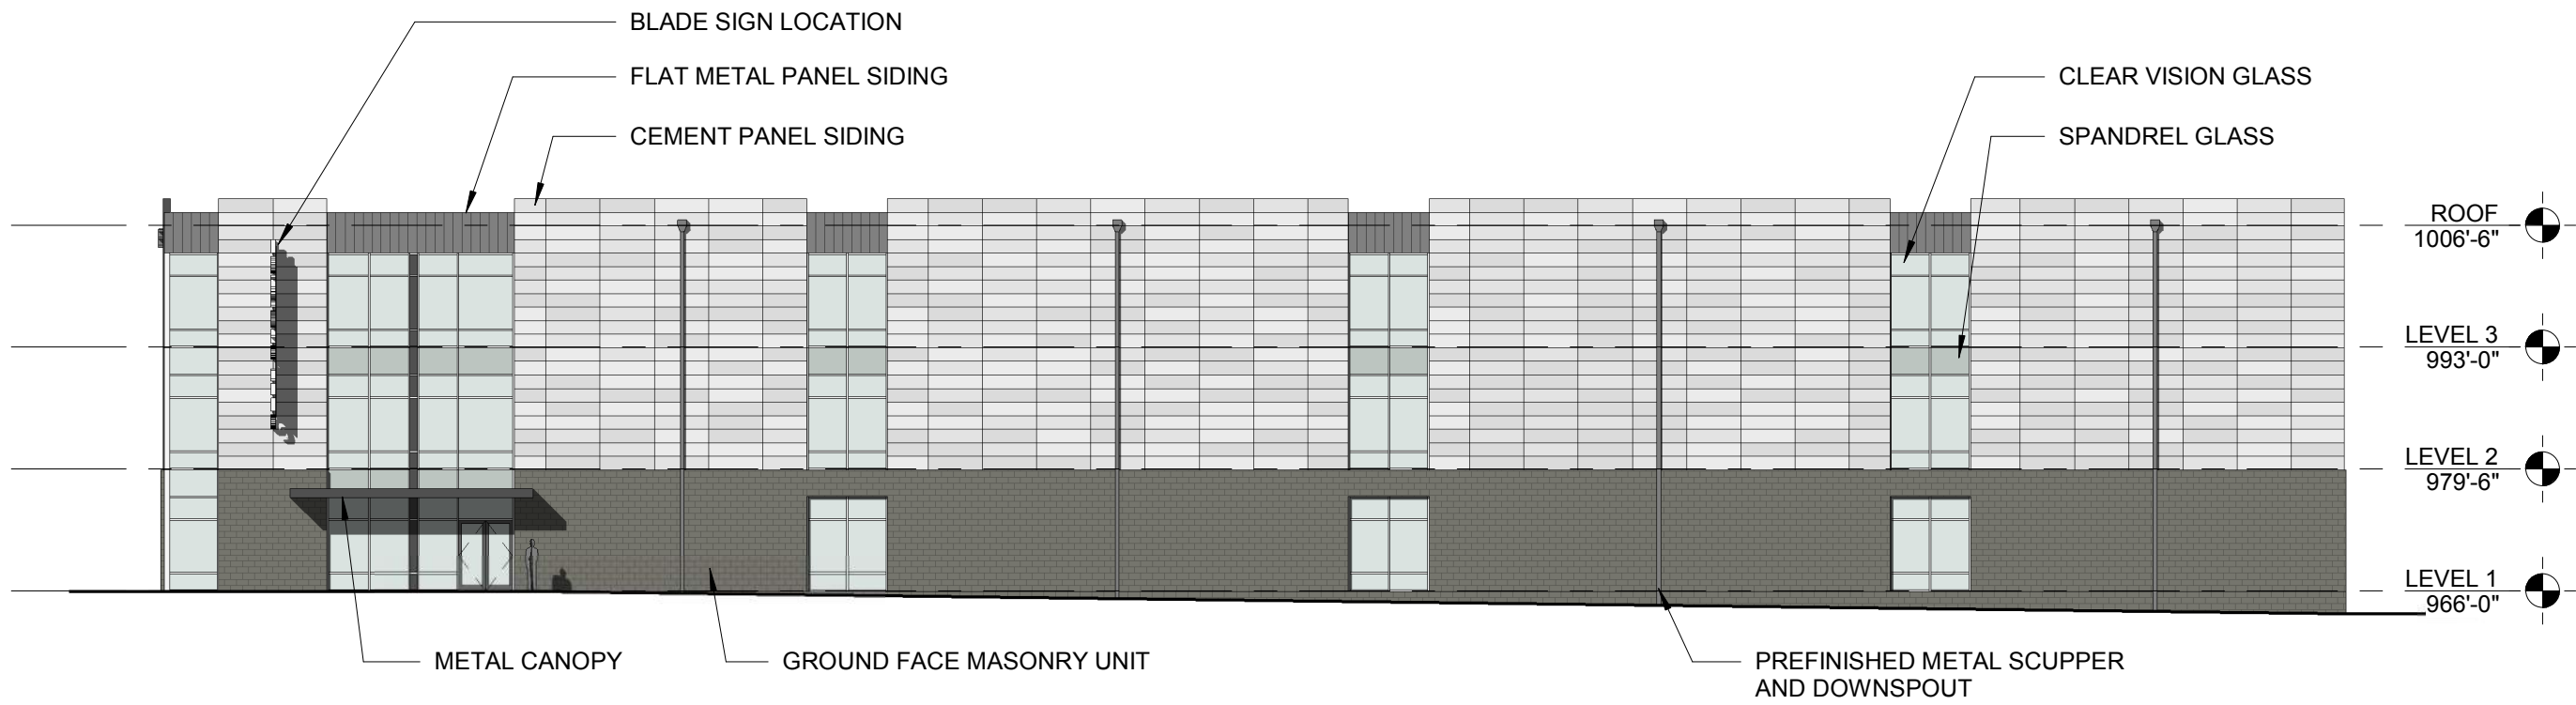 BLADE SIGN LOCATION
FLAT METAL PANEL SIDING
CEMENT PANEL SIDING
CLEAR VISION GLASS
SPANDREL GLASS
ROOF
1006'-6"
LEVEL 3
993'-0"
LEVEL 2
979'-6"
LEVEL 1
966'-0"
METAL CANOPY
GROUND FACE MASONRY UNIT
PREFINISHED METAL SCUPPER
AND DOWNSPOUT